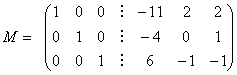 M = ( 1 0 0 ⋮ -11 2 2
0 1 0 ⋮ -4 0 1
0 0 1 ⋮ 6 -1 -1 )